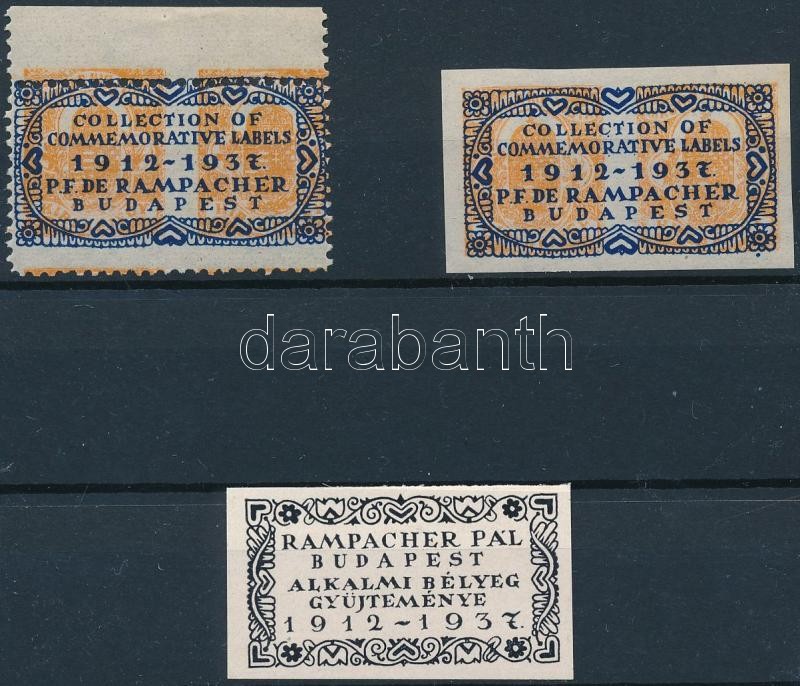 COLLECTION OF
COMMEMORATIVE LABELS
1912~1937.
P.F. DE RAMPACHER
BUDAPEST
COLLECTION OF
COMMEMORATIVE LABELS
1912~1937.
P.F. DE RAMPACHER
BUDAPEST
darabanth
RAMPACHER PÁL
BUDAPEST
ALKALMI BÉLYEG
GYÜJTEMÉNYE
1912~1937.